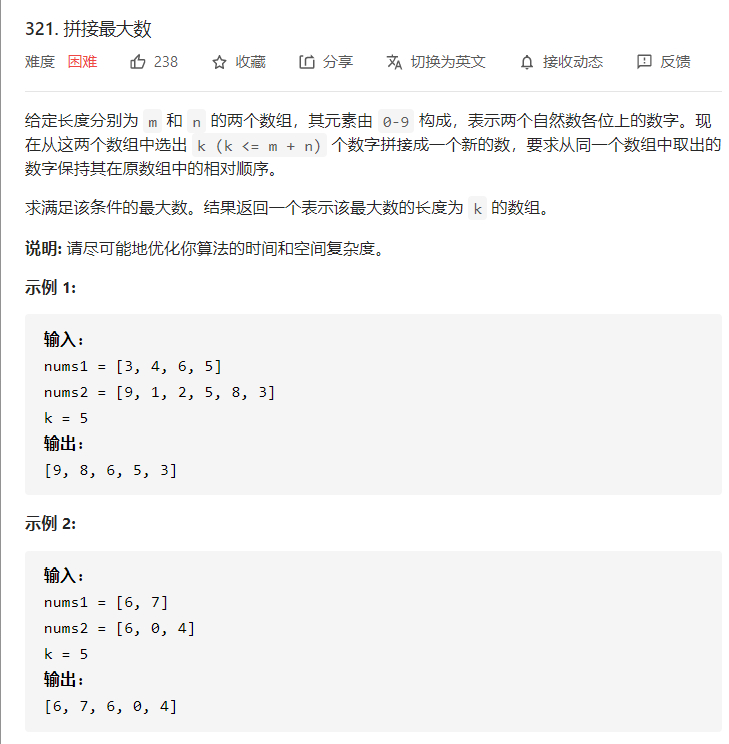 321. 拼接最大数
难度 困难 238 收藏 分享 切换为英文 接收动态 反馈
给定长度分别为 m 和 n 的两个数组，其元素由 0-9 构成，表示两个自然数各位上的数字。现
在从这两个数组中选出 k (k <= m + n) 个数字拼接成一个新的数，要求从同一个数组中取出的
数字保持其在原数组中的相对顺序。
求满足该条件的最大数。结果返回一个表示该最大数的长度为 k 的数组。
说明: 请尽可能地优化你算法的时间和空间复杂度。
示例 1:
输入:
nums1 = [3, 4, 6, 5]
nums2 = [9, 1, 2, 5, 8, 3]
k = 5
输出:
[9, 8, 6, 5, 3]
示例 2:
输入:
nums1 = [6, 7]
nums2 = [6, 0, 4]
k = 5
输出:
[6, 7, 6, 0, 4]